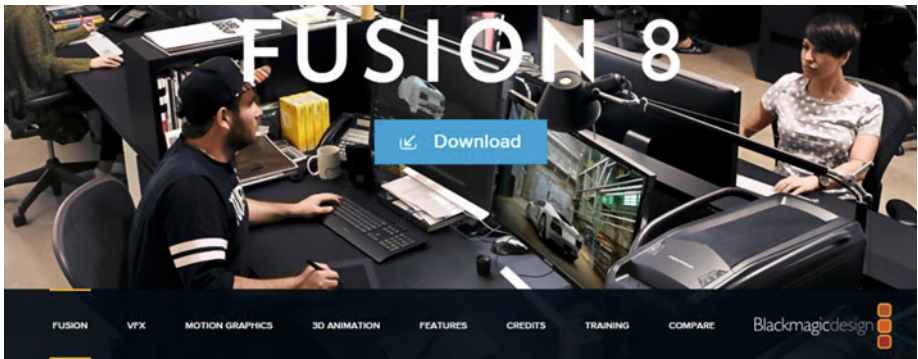 FUSION 8
Download
FUSION VFX MOTION GRAPHICS 3D ANIMATION FEATURES CREDITS TRAINING COMPARE Blackmagicdesign